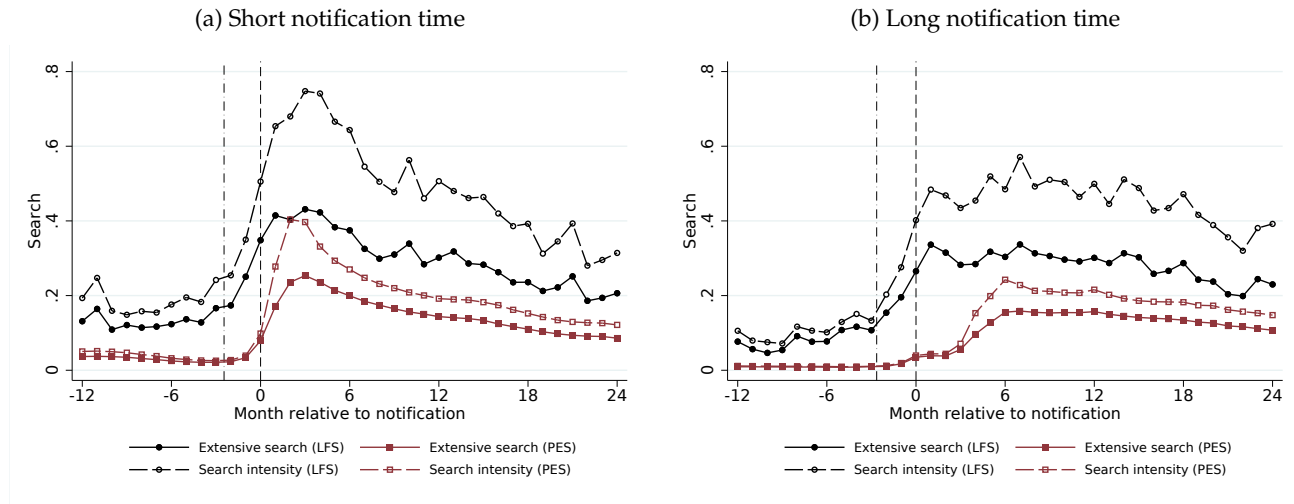 (a) Short notification time
.8
.6
.4
.2
0
Search
-12 -6 0 6 12 18 24
Month relative to notification
Extensive search (LFS) Extensive search (PES)
Search intensity (LFS) Search intensity (PES)
(b) Long notification time
.8
.6
.4
.2
0
Search
-12 -6 0 6 12 18 24
Month relative to notification
Extensive search (LFS) Extensive search (PES)
Search intensity (LFS) Search intensity (PES)